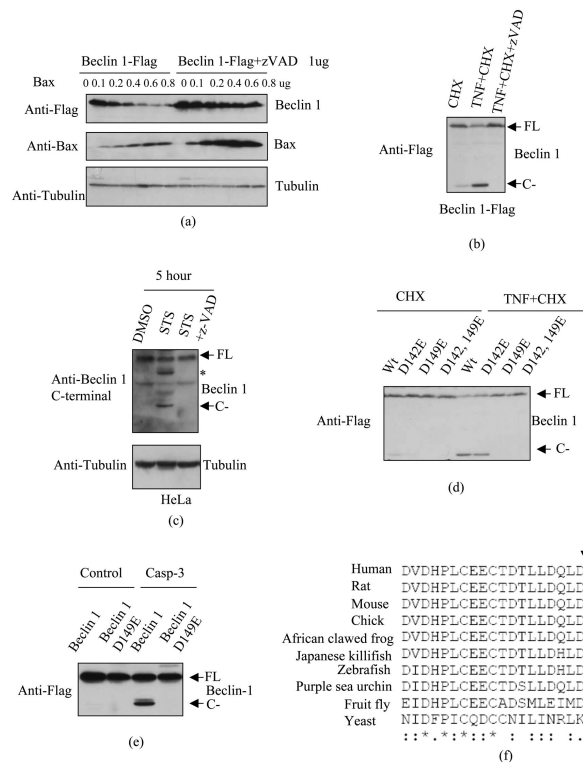 Beclin 1-Flag Beclin 1-Flag+zVAD 1ug
Bax 0 0.1 0.2 0.4 0.6 0.8 0 0.1 0.2 0.4 0.6 0.8 ug
Anti-Flag Beclin 1
Anti-Bax Bax
Anti-Tubulin Tubulin
(a)
CHX TNF+CHX TNF+CHX+zVAD
FL
Anti-Flag Beclin 1
C-
Beclin 1-Flag
(b)
5 hour
DMSO STS STS +z-VAD
FL
*
Anti-Beclin 1 C-terminal Beclin 1
C-
Anti-Tubulin Tubulin
HeLa
(c)
CHX TNF+CHX
Wt D142E D149E D142, 149E Wt D142E D149E D142, 149E
FL
Anti-Flag Beclin 1
C-
(d)
Control Casp-3
Beclin 1 Beclin 1 D149E Beclin 1 Beclin 1 D149E
FL
Anti-Flag Beclin-1
C-
(e)
Human DVDHPLCEECTDTLLDQLD
Rat DVDHPLCEECTDTLLDQLD
Mouse DVDHPLCEECTDTLLDQLD
Chick DVDHPLCEECTDTLLDQLD
African clawed frog DVDHPLCEECTDTLLDQLD
Japanese killifish DVDHPLCEECTDTLLDHLD
Zebrafish DIDHPLCEECTDTLLDHLD
Purple sea urchin DIDHPLCEECTDSLLDQLD
Fruit fly EIDHPLCEECADSMLEIMD
Yeast NIDFPICQDCCNILINRLK
::*.*:*::* : :: :.
(f)